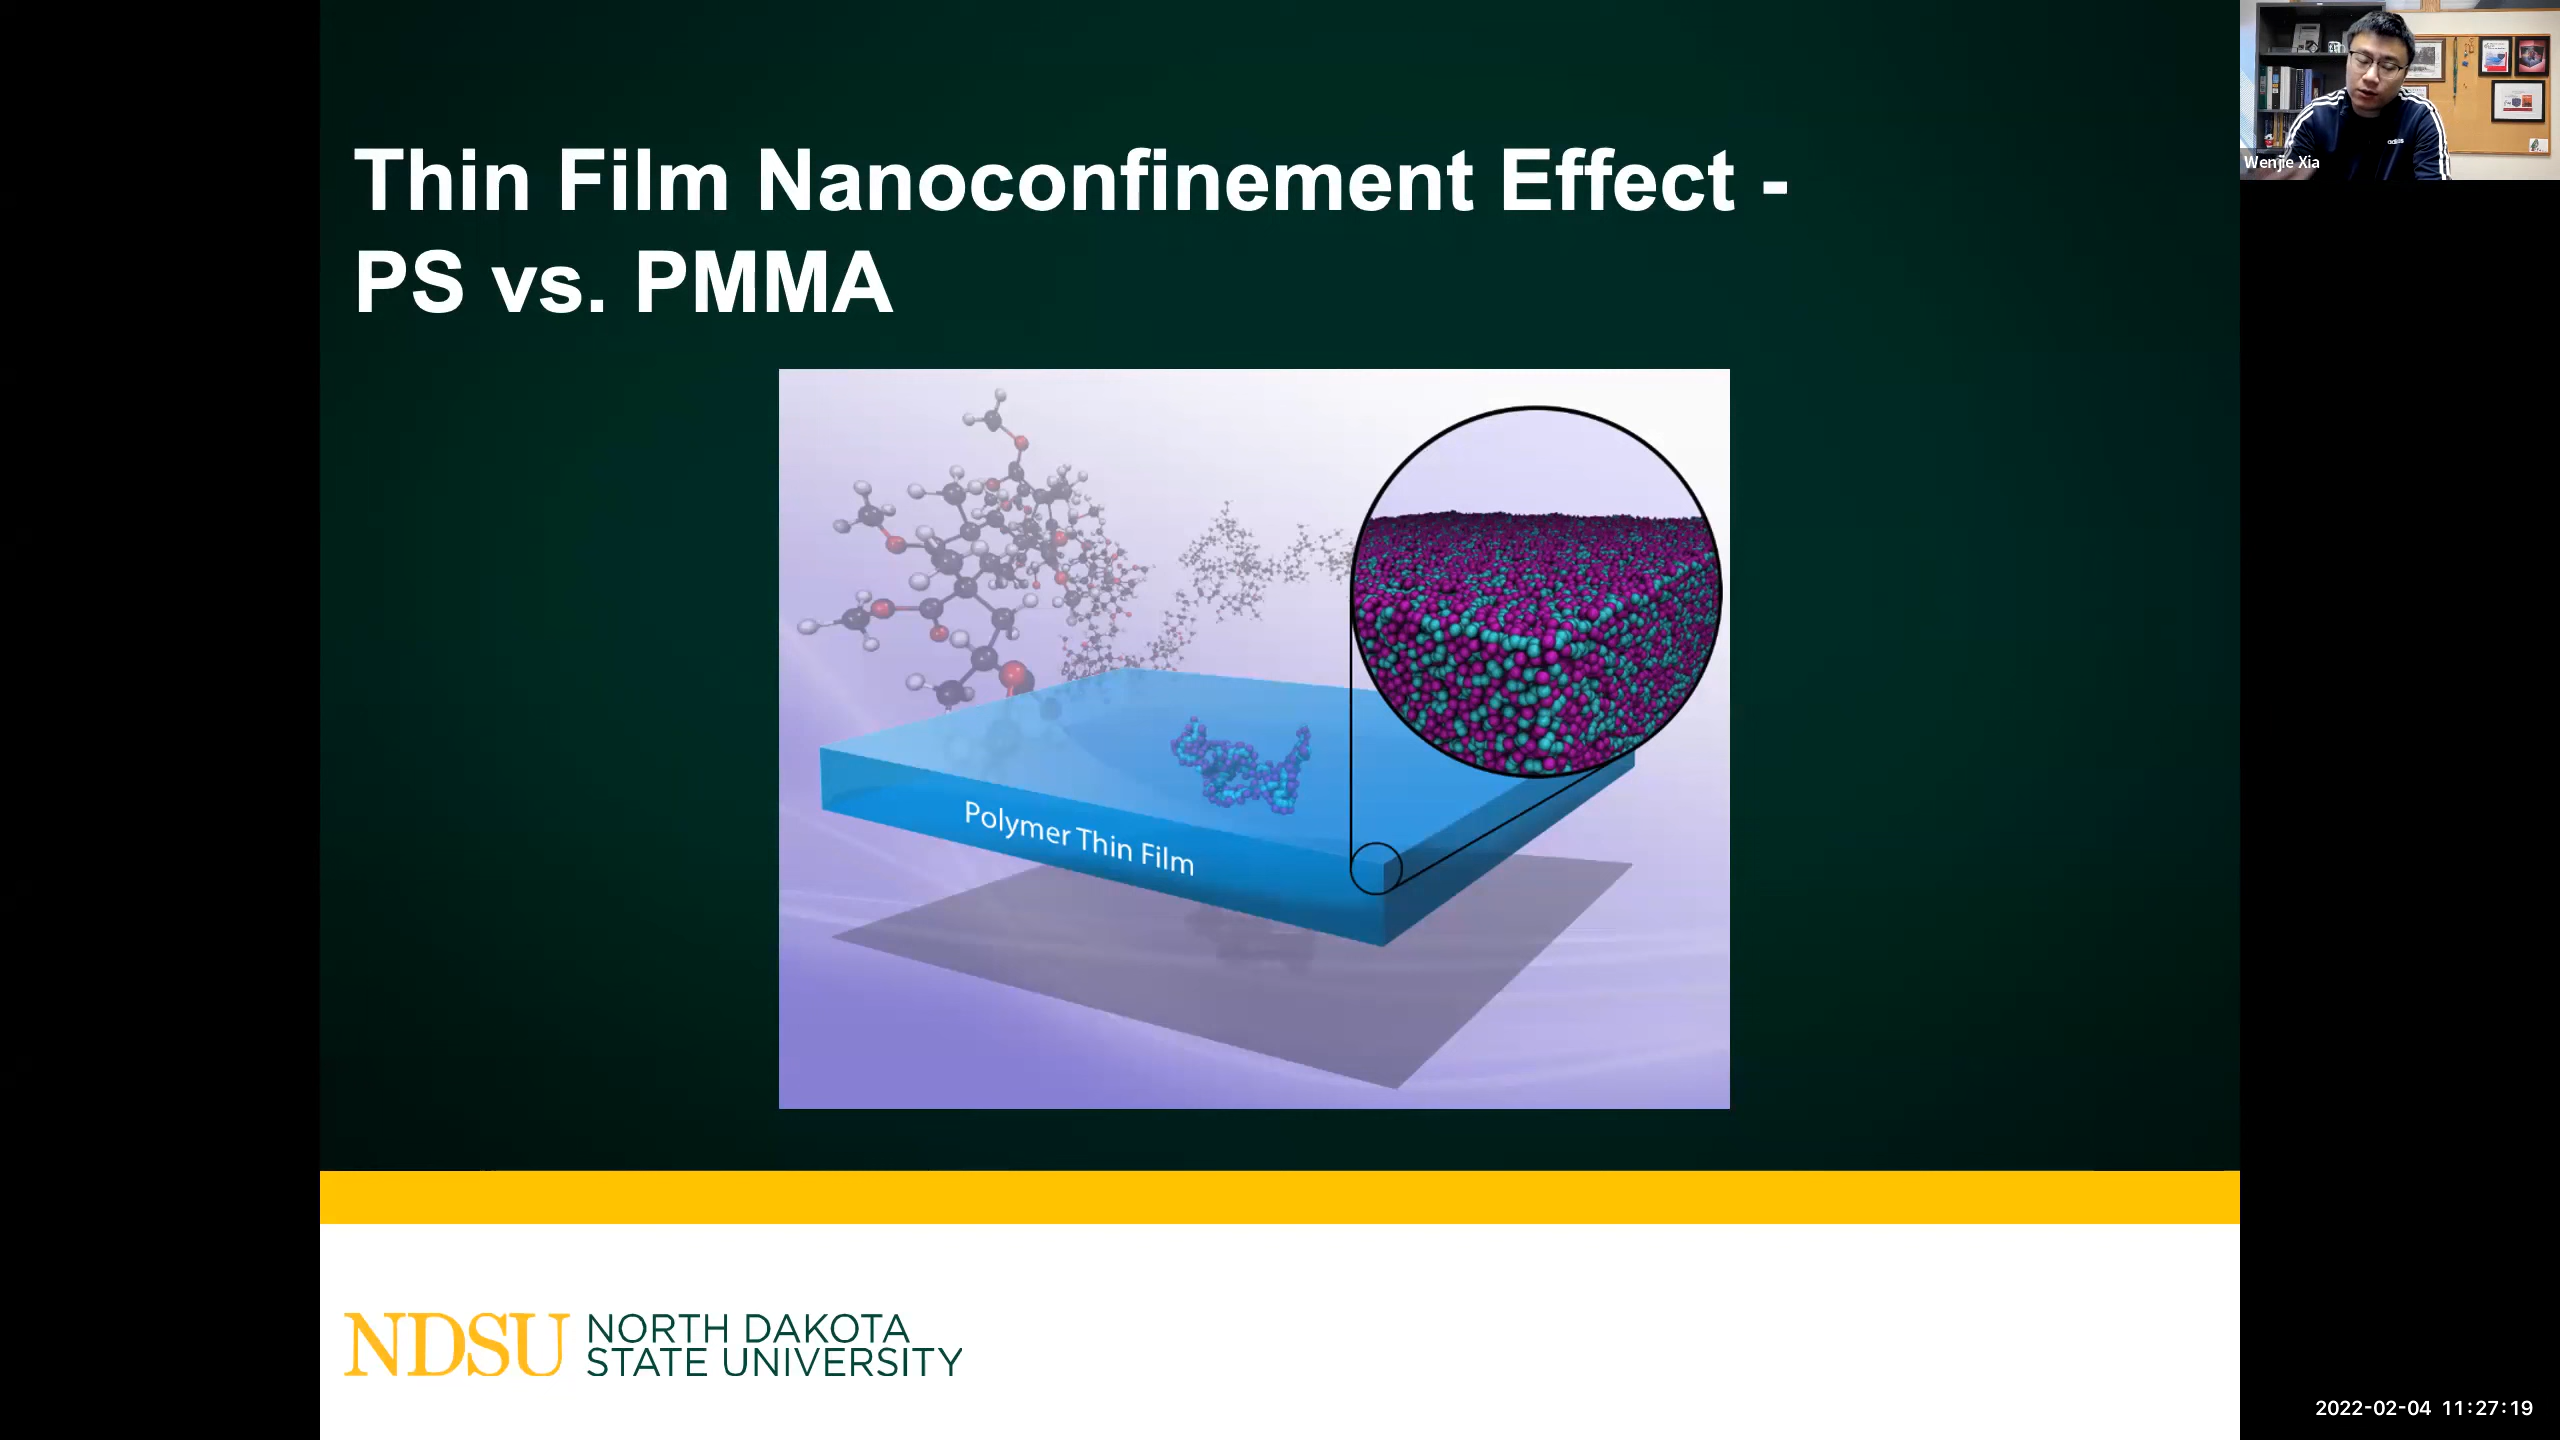 Thin Film Nanoconfinement Effect -
PS vs. PMMA
Wenjie Xia
adidas
Polymer Thin Film
NDSU NORTH DAKOTA
STATE UNIVERSITY
2022-02-04 11:27:19